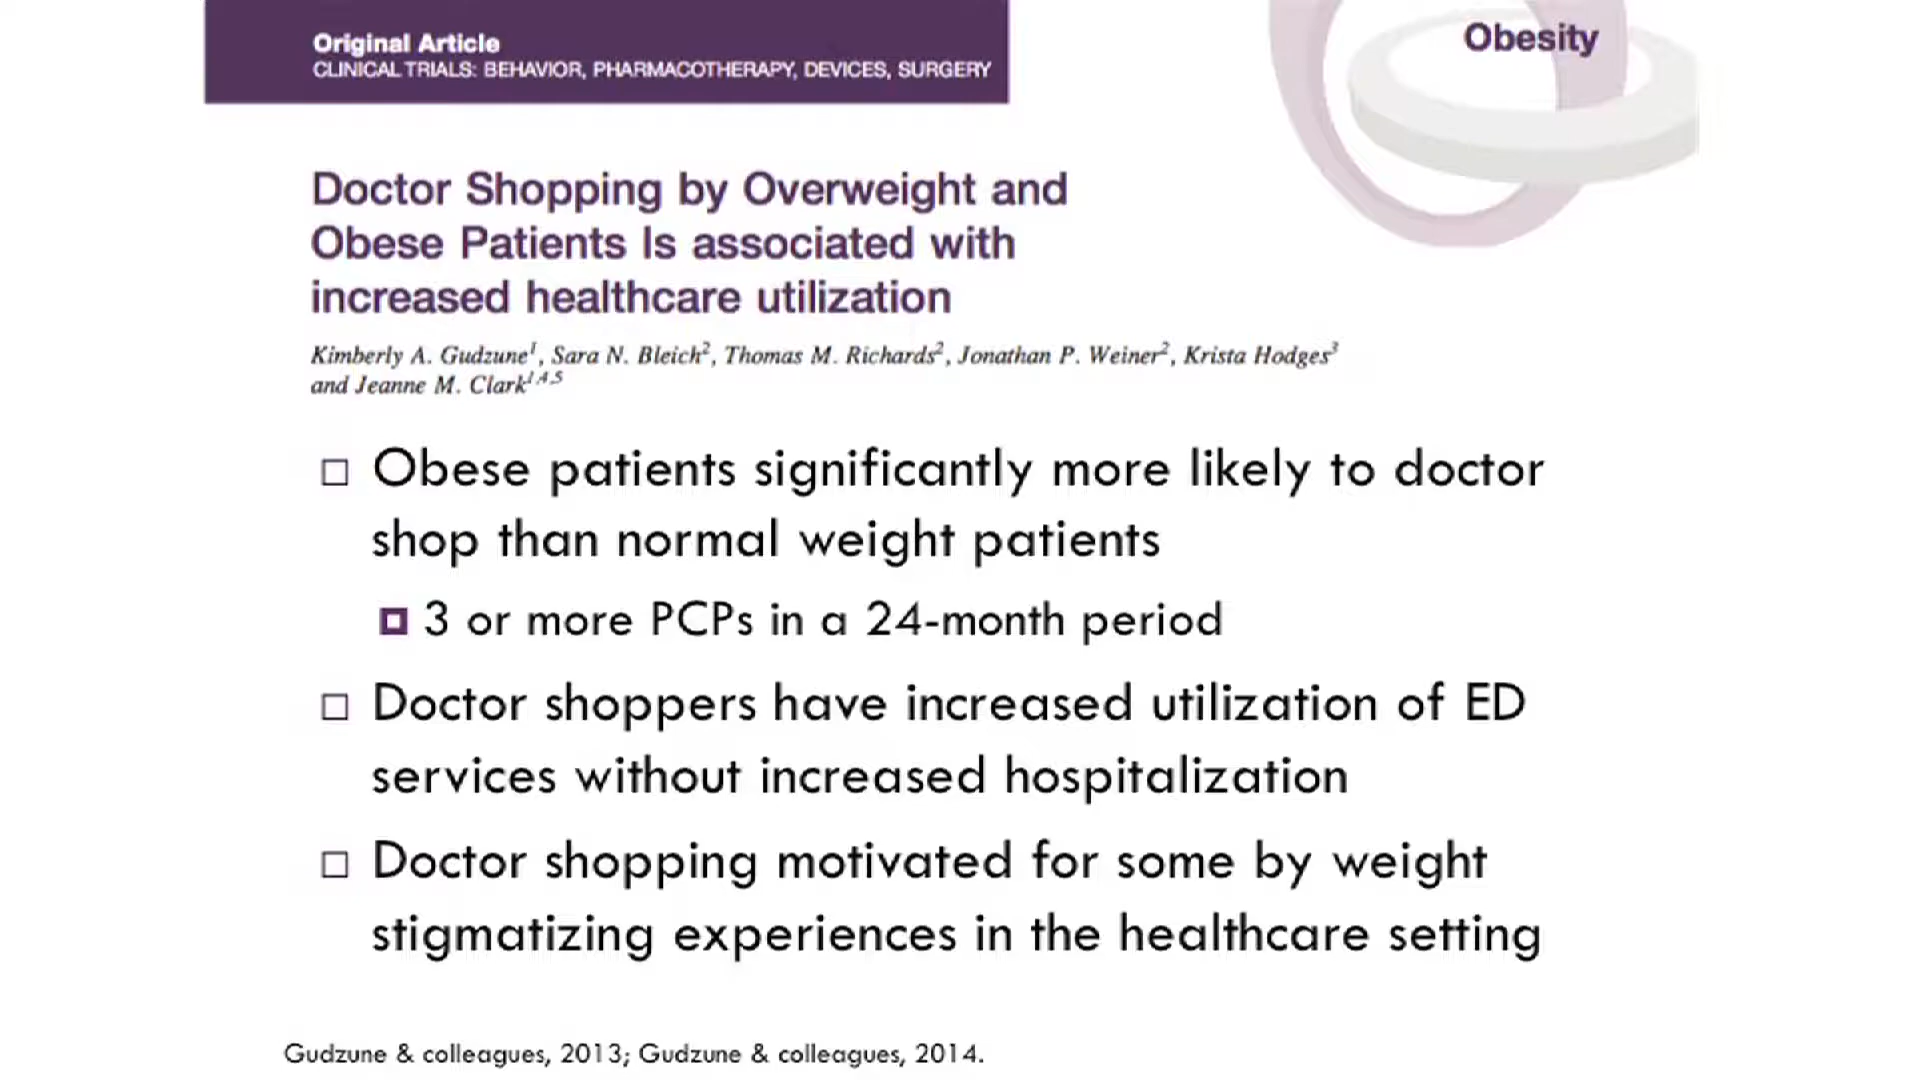 Original Article
CLINICAL TRIALS: BEHAVIOR, PHARMACOTHERAPY, DEVICES, SURGERY
Obesity
Doctor Shopping by Overweight and
Obese Patients Is associated with
increased healthcare utilization
Kimberly A. Gudzune1, Sara N. Bleich2, Thomas M. Richards2, Jonathan P. Weiner2, Krista Hodges3
and Jeanne M. Clark1,4,5
Obese patients significantly more likely to doctor
shop than normal weight patients
3 or more PCPs in a 24-month period
Doctor shoppers have increased utilization of ED
services without increased hospitalization
Doctor shopping motivated for some by weight
stigmatizing experiences in the healthcare setting
Gudzune & colleagues, 2013; Gudzune & colleagues, 2014.